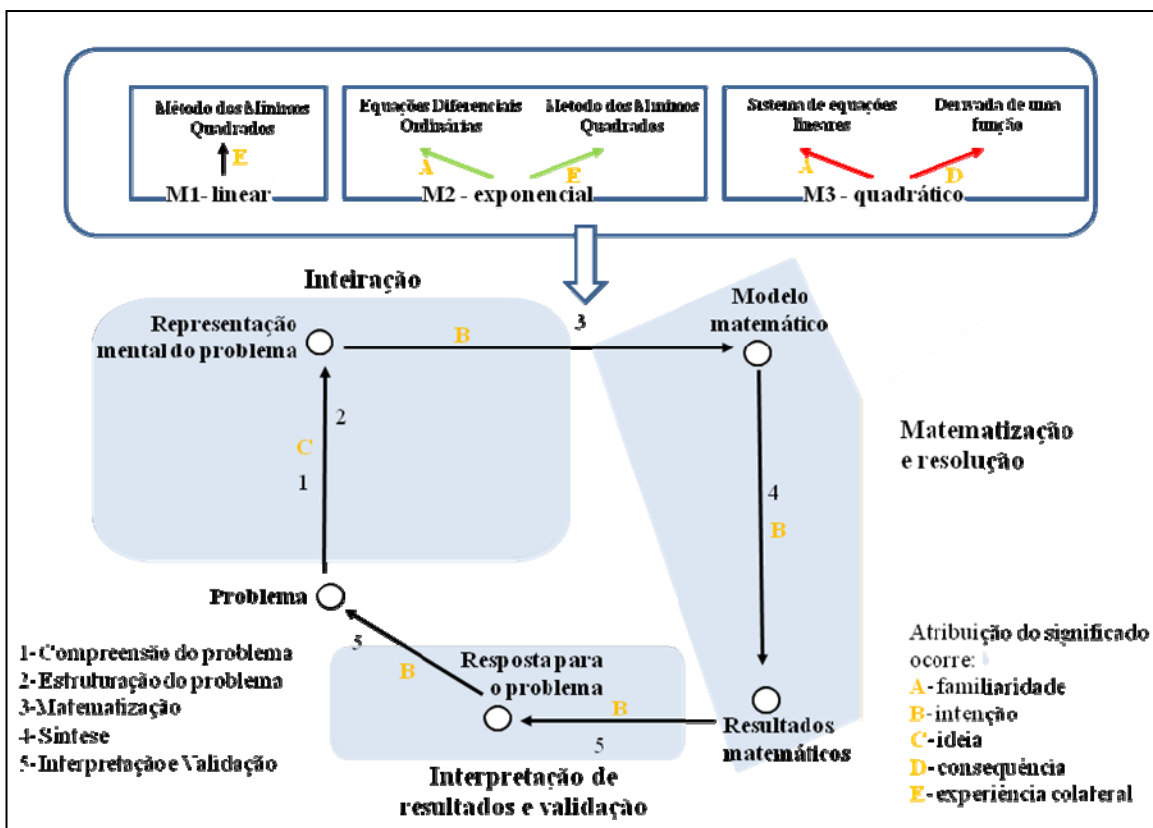 Método dos Mínimos
Quadrados
E
M1- linear
Equações Diferenciais
Ordinárias
Metodo dos Minimos
Quadrados
A
E
M2 - exponencial
Sistema de equações
lineares
Derivada de uma
função
A
D
M3 - quadrático
Inteiração
Representação
mental do problema
B
3
Modelo
matemático
2
C
1
4
B
Matematização
e resolução
Problema
5
B
Resposta para
o problema
B
5
Resultados
matemáticos
Interpretação de
resultados e validação
1- Compreensão do problema
2-Estruturação do problema
3-Matematização
4-Síntese
5-Interpretação e Validação
Atribuição do significado
ocorre:
A-familiaridade
B-intenção
C-ideia
D-consequência
E-experiência colateral